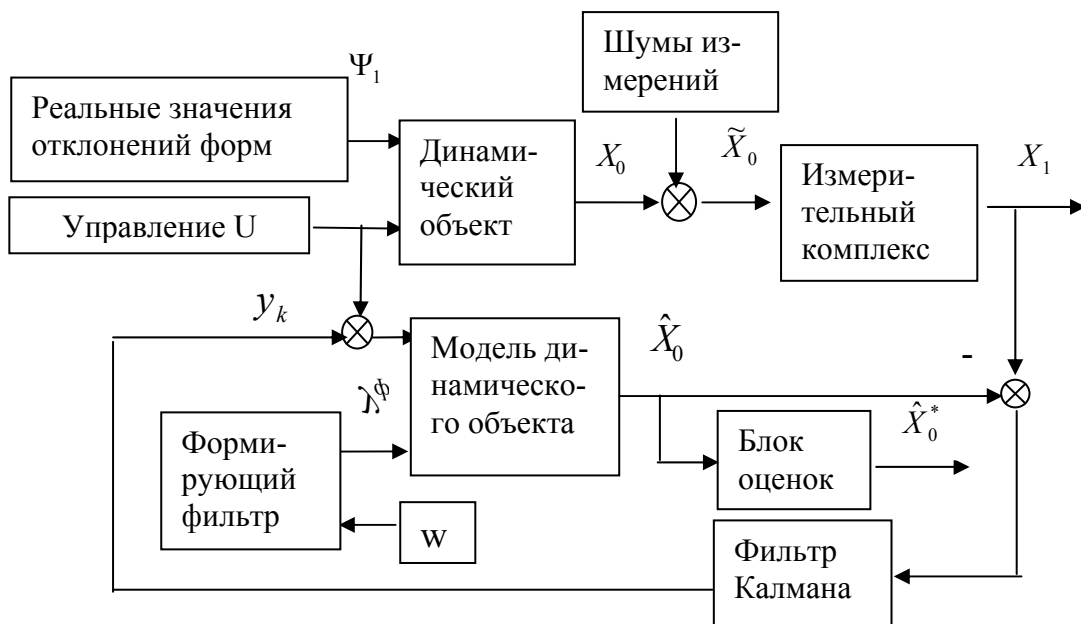 Шумы из-
мерений
Ψ₁
Реальные значения
отклонений форм
Динами-
ческий
объект
X₀
X̃₀
Измери-
тельный
комплекс
X₁
Управление U
yₖ
Модель ди-
намическо-
го объекта
X̂₀
-
λᶲ
Форми-
рующий
фильтр
w
Блок
оценок
X̂₀*
Фильтр
Калмана